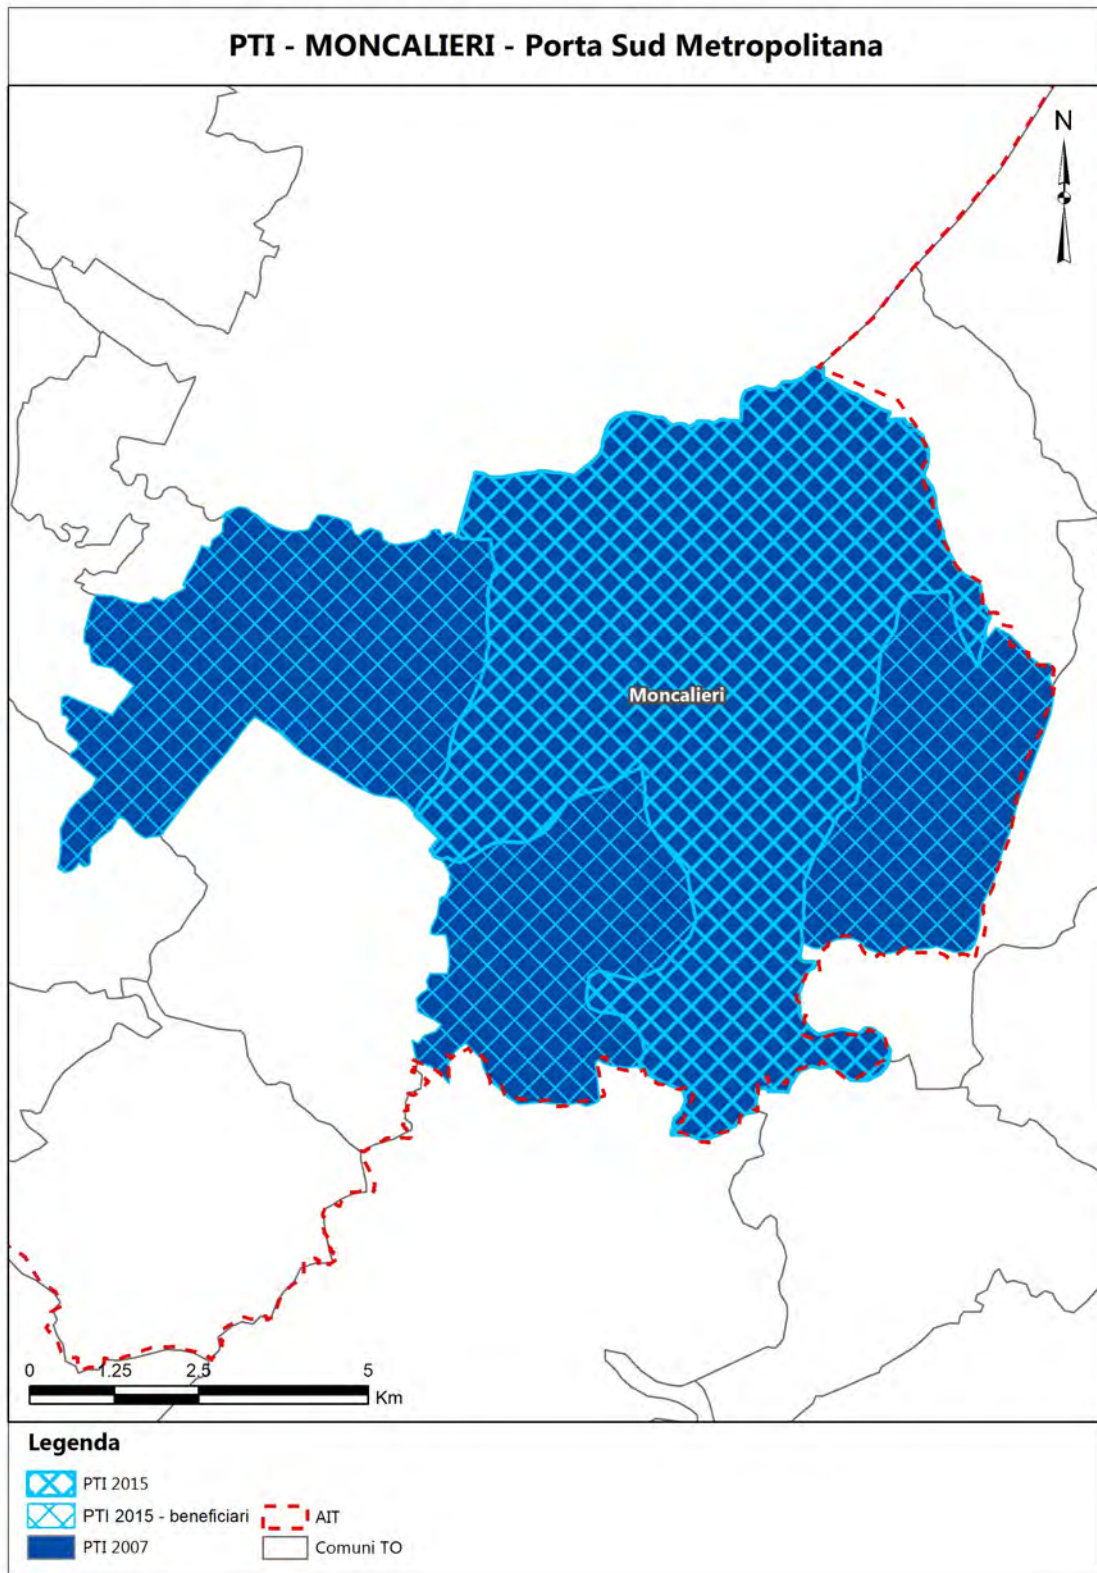 PTI - MONCALIERI - Porta Sud Metropolitana
N
Moncalieri
0 1.25 2.5 5
Km
Legenda
PTI 2015
PTI 2015 - beneficiari
AIT
PTI 2007
Comuni TO